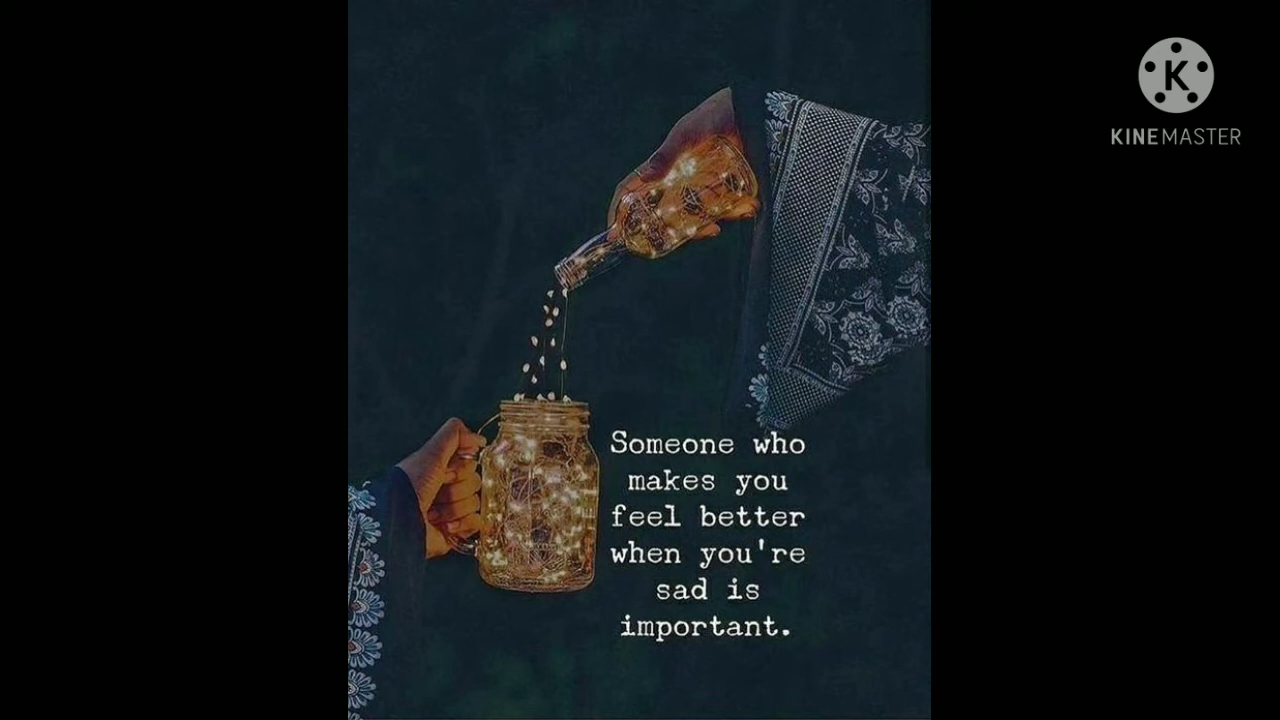 K
KINEMASTER
Someone who
makes you
feel better
when you're
sad is
important.